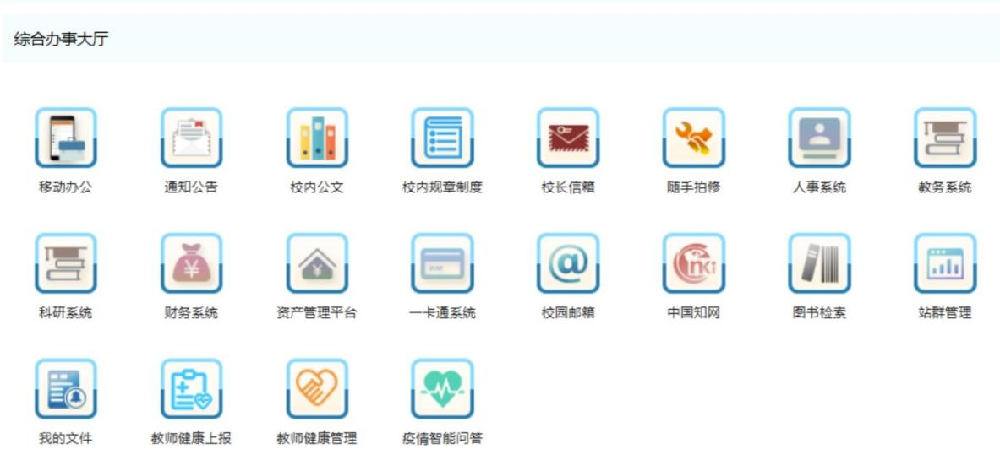 综合办事大厅
移动办公 通知公告 校内公文 校内规章制度 校长信箱 随手拍修 人事系统 教务系统
nki
科研系统 财务系统 资产管理平台 一卡通系统 校园邮箱 中国知网 图书检索 站群管理
我的文件 教师健康上报 教师健康管理 疫情智能问答